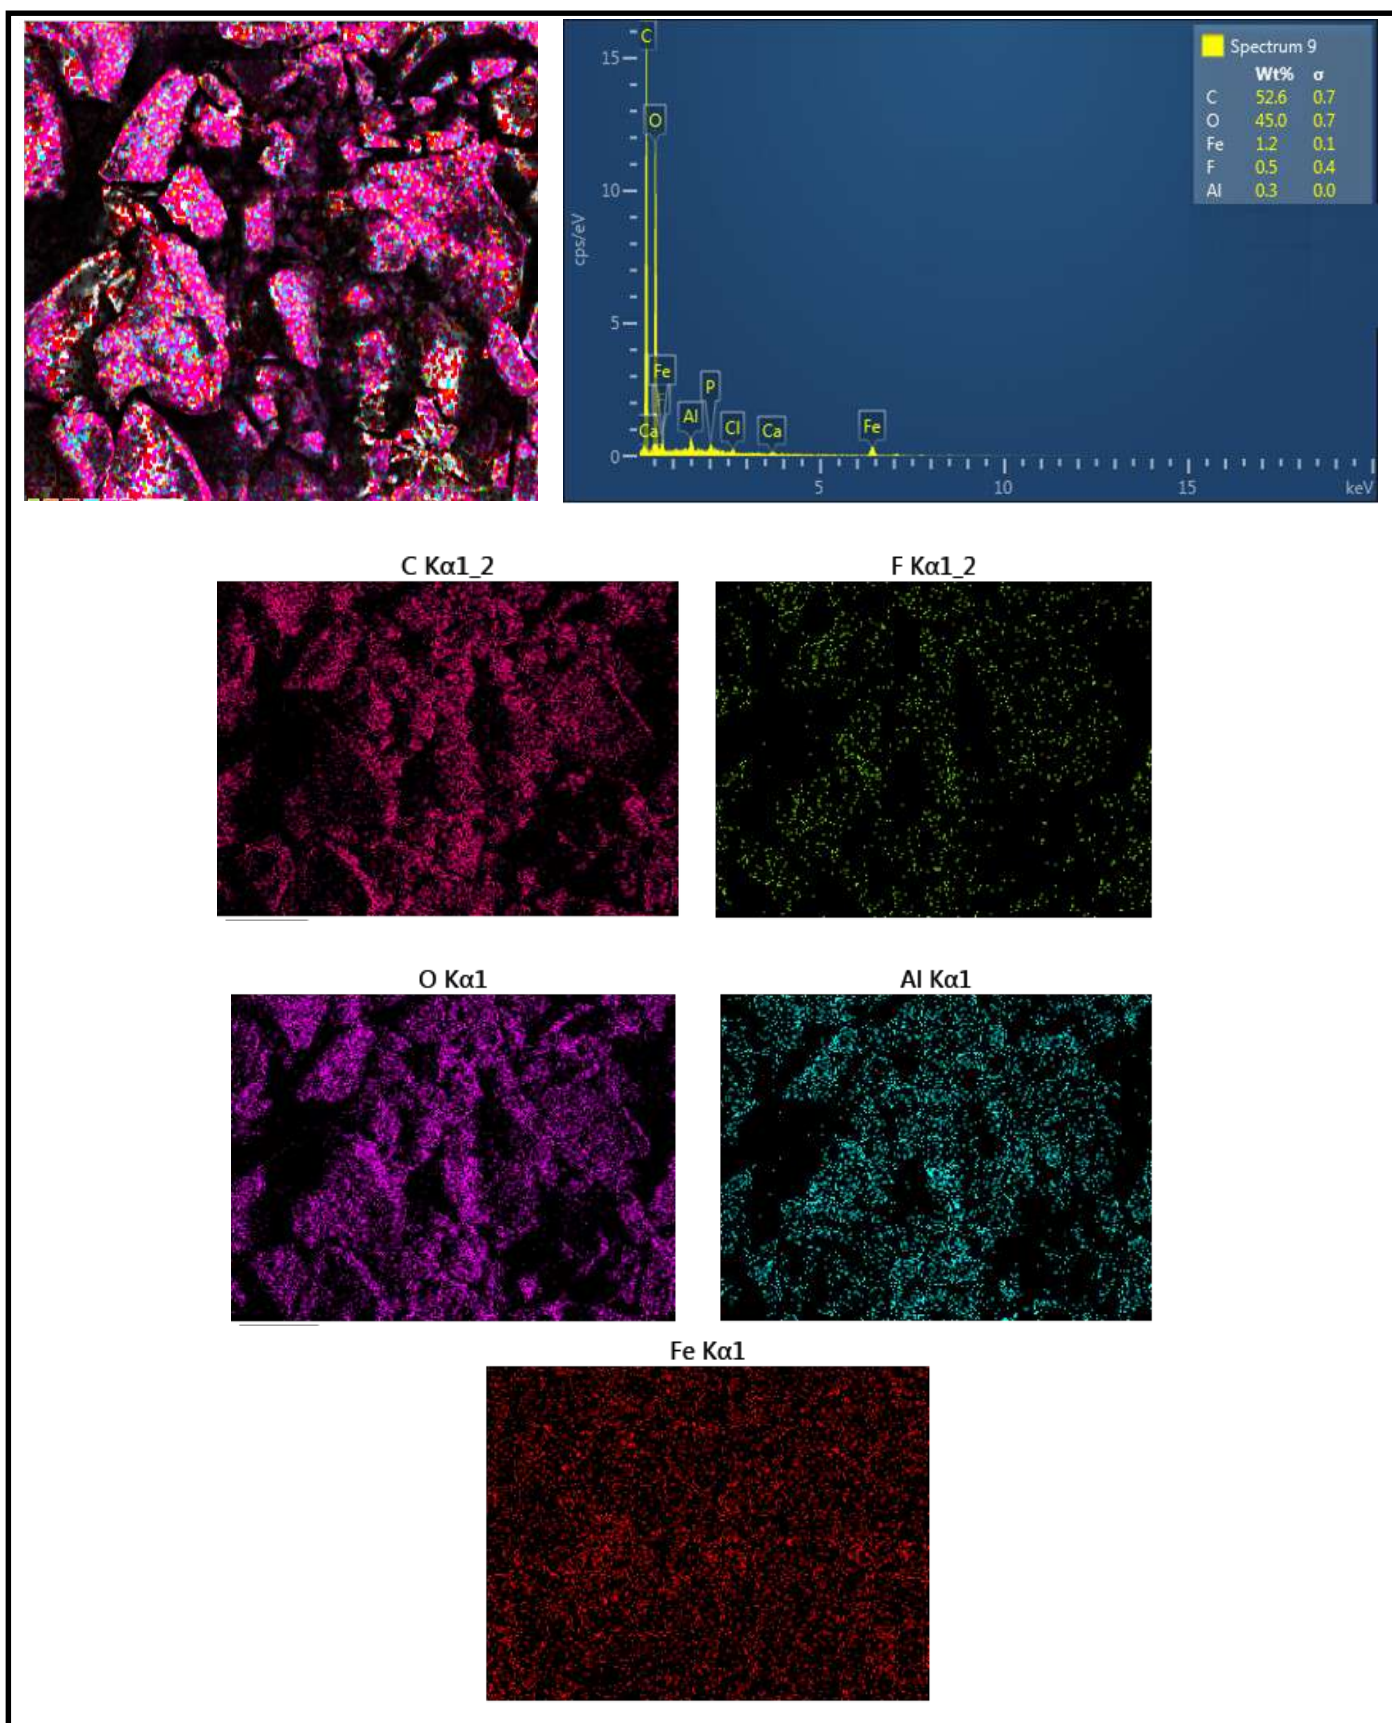 Spectrum 9
Wt% σ
C 52.6 0.7
O 45.0 0.7
Fe 1.2 0.1
F 0.5 0.4
Al 0.3 0.0
cps/eV
15
10
5
0
C
O
Fe
F
Ca
Al
P
Cl
Ca
Fe
5 10 15 keV
C Kα1_2
F Kα1_2
O Kα1
Al Kα1
Fe Kα1